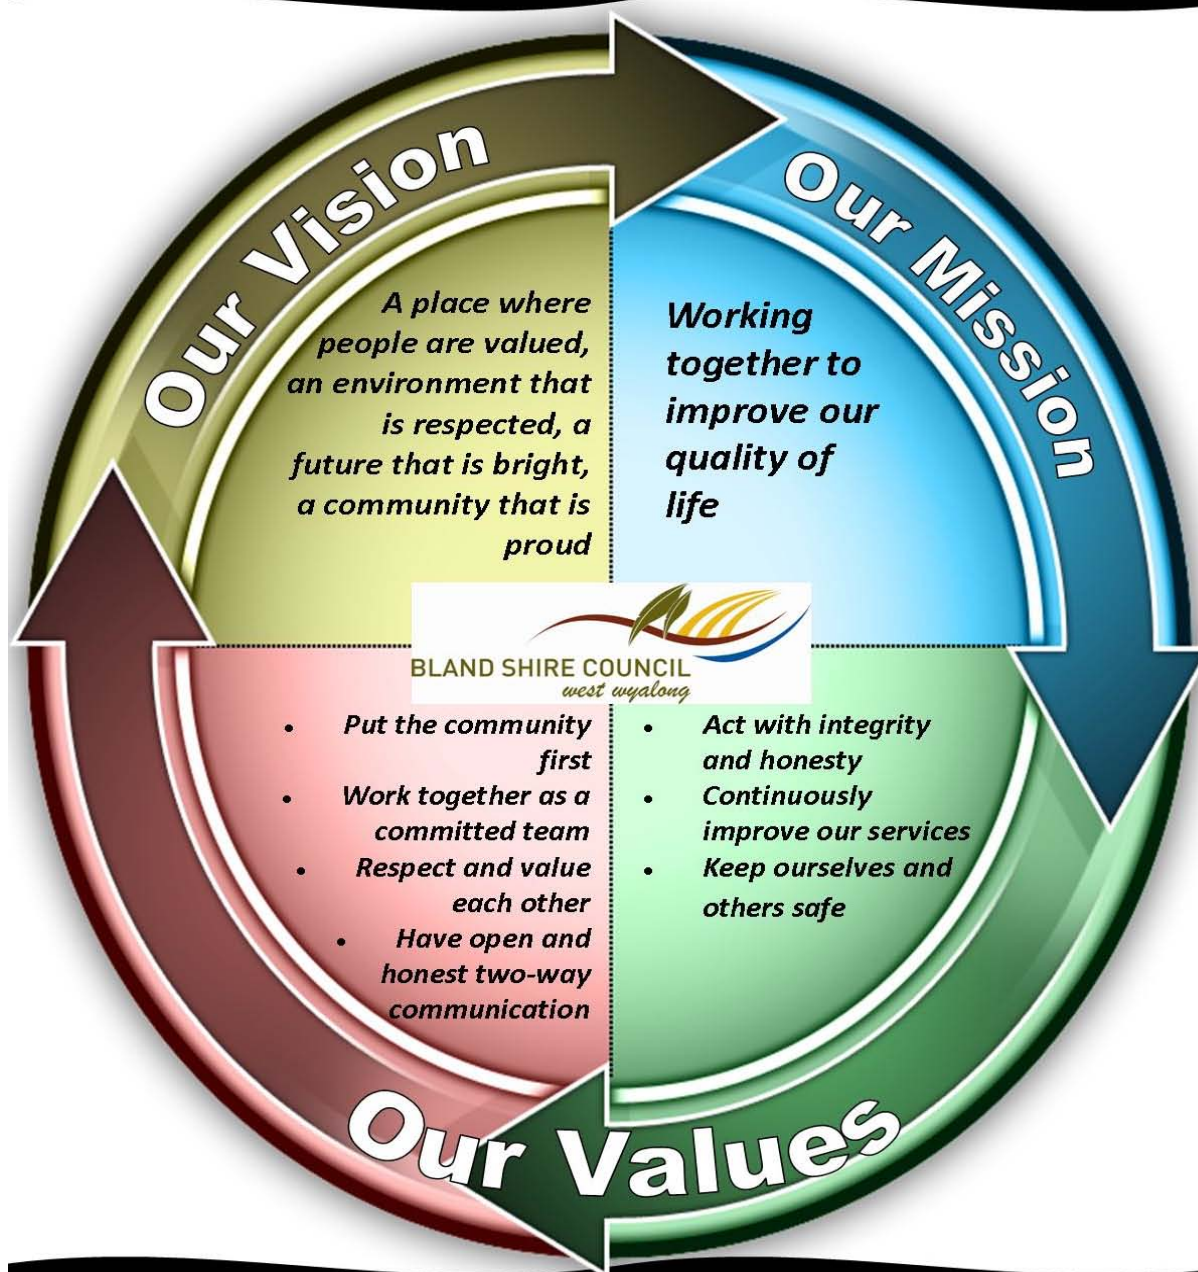 Our Vision
A place where
people are valued,
an environment that
is respected, a
future that is bright,
a community that is
proud
Our Mission
Working
together to
improve our
quality of
life
BLAND SHIRE COUNCIL
west wyalong
• Put the community
first
• Work together as a
committed team
• Respect and value
each other
• Have open and
honest two-way
communication
• Act with integrity
and honesty
• Continuously
improve our services
• Keep ourselves and
others safe
Our Values